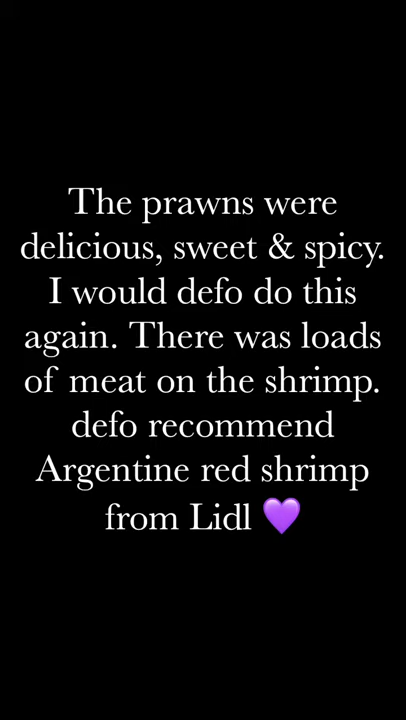 The prawns were
delicious, sweet & spicy.
I would defo do this
again. There was loads
of meat on the shrimp.
defo recommend
Argentine red shrimp
from Lidl 💜